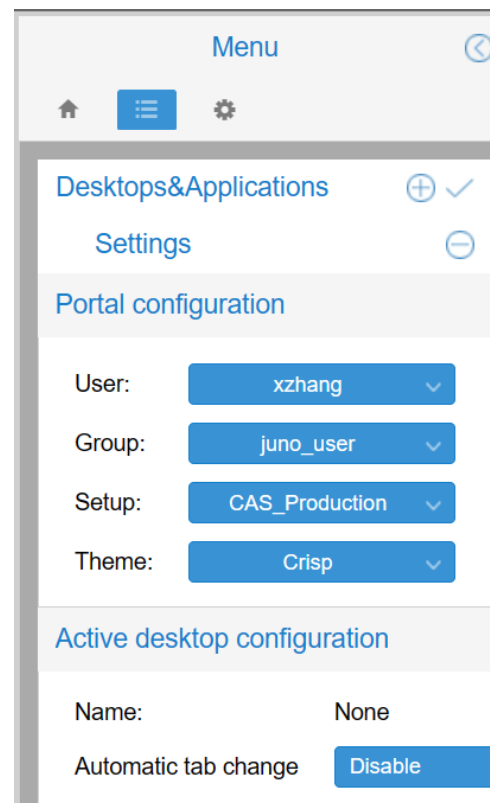 Menu
Desktops&Applications
Settings
Portal configuration
User: xzhang
Group: juno_user
Setup: CAS_Production
Theme: Crisp
Active desktop configuration
Name: None
Automatic tab change Disable